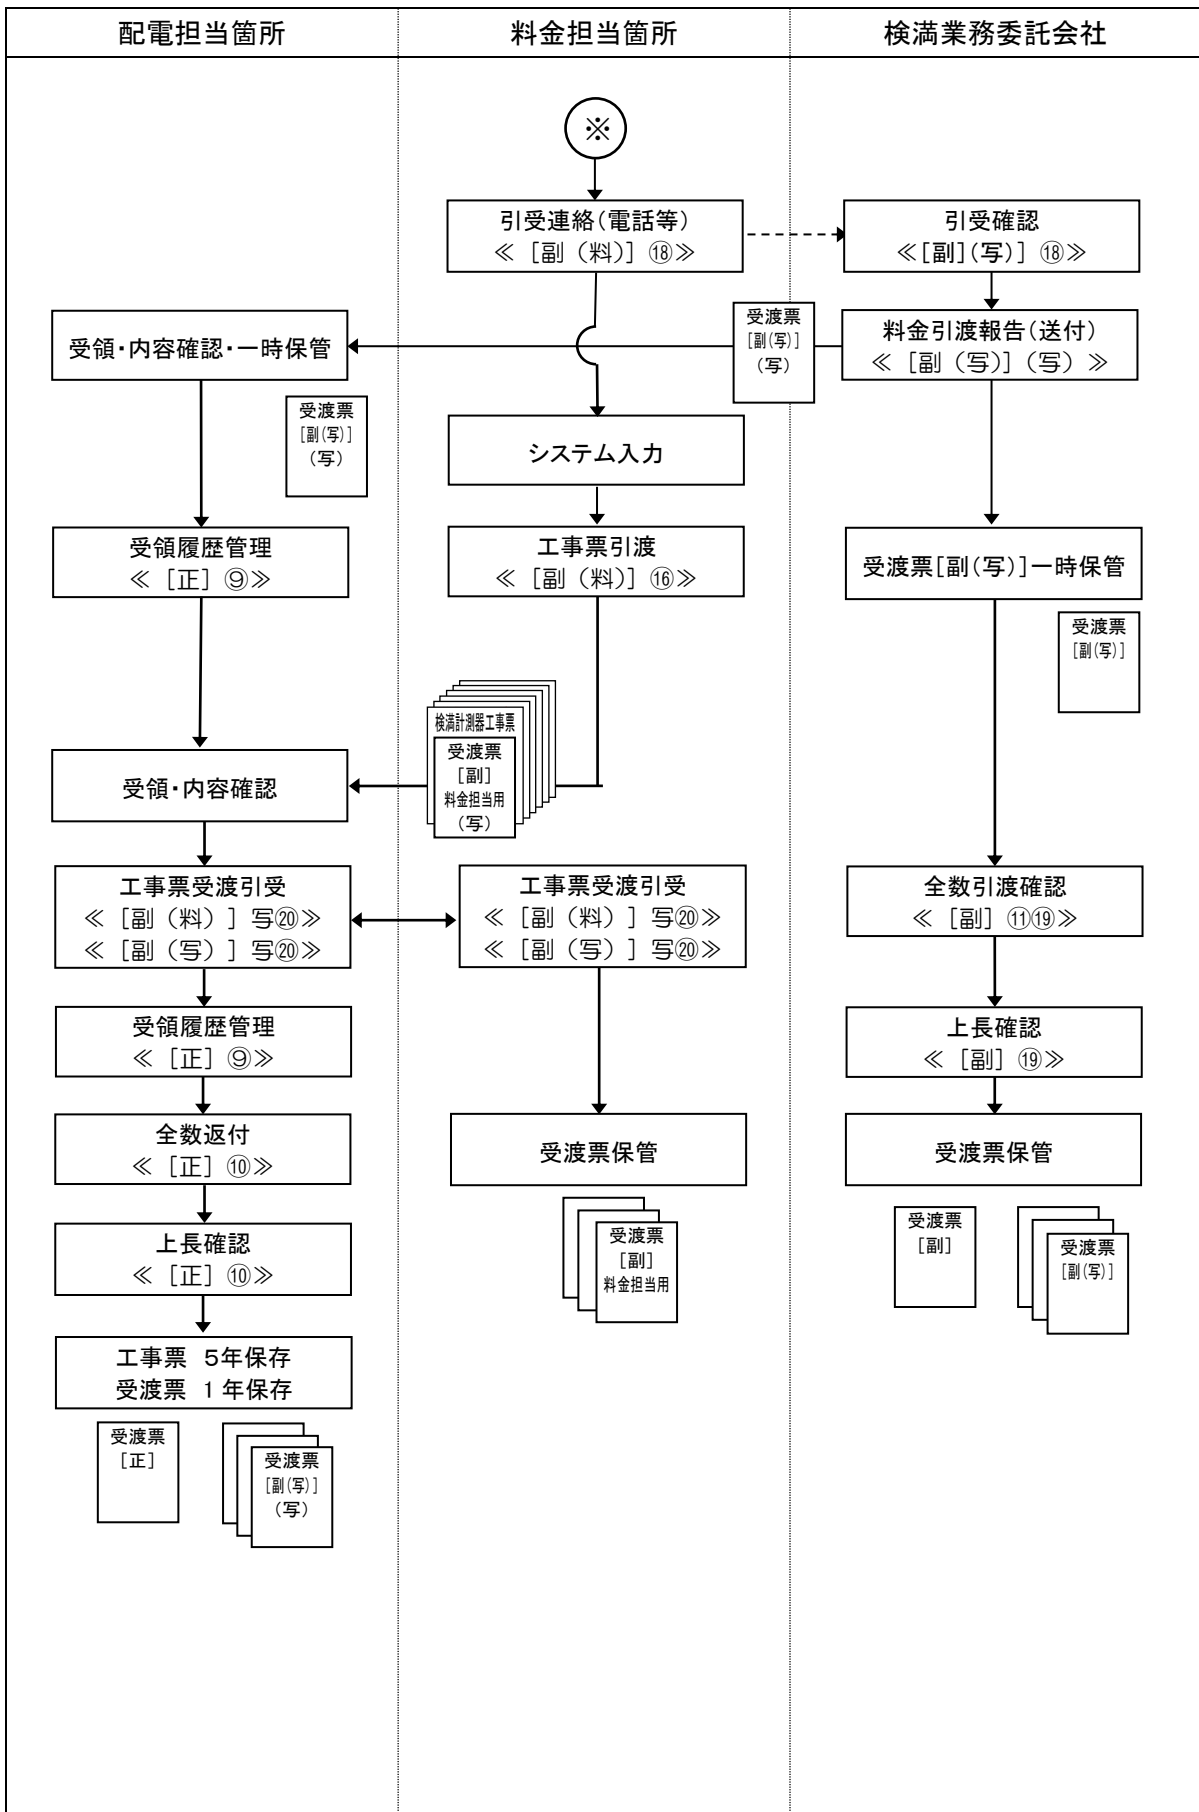 配電担当箇所
料金担当箇所
検満業務委託会社
※
引受連絡(電話等)
≪ [副（料）] ⑱≫
引受確認
≪[副](写)] ⑱≫
受渡票
[副(写)]
(写)
料金引渡報告(送付)
≪ [副（写)]（写）≫
受領・内容確認・一時保管
受渡票
[副(写)]
(写)
システム入力
受領履歴管理
≪ [正] ⑨≫
工事票引渡
≪ [副（料)] ⑯≫
受渡票[副(写)]一時保管
受渡票
[副(写)]
検満計測器工事票
受渡票
[副]
料金担当用
(写)
受領・内容確認
工事票受渡引受
≪ [副（料）] 写⑳≫
≪ [副（写）] 写⑳≫
工事票受渡引受
≪ [副（料）] 写⑳≫
≪ [副（写）] 写⑳≫
全数引渡確認
≪ [副] ⑪⑲≫
受領履歴管理
≪ [正] ⑨≫
上長確認
≪ [副] ⑲≫
全数返付
≪ [正] ⑩≫
受渡票保管
受渡票保管
上長確認
≪ [正] ⑩≫
受渡票
[副]
料金担当用
受渡票
[副]
受渡票
[副(写)]
工事票 ５年保存
受渡票 １年保存
受渡票
[正]
受渡票
[副(写)]
(写)